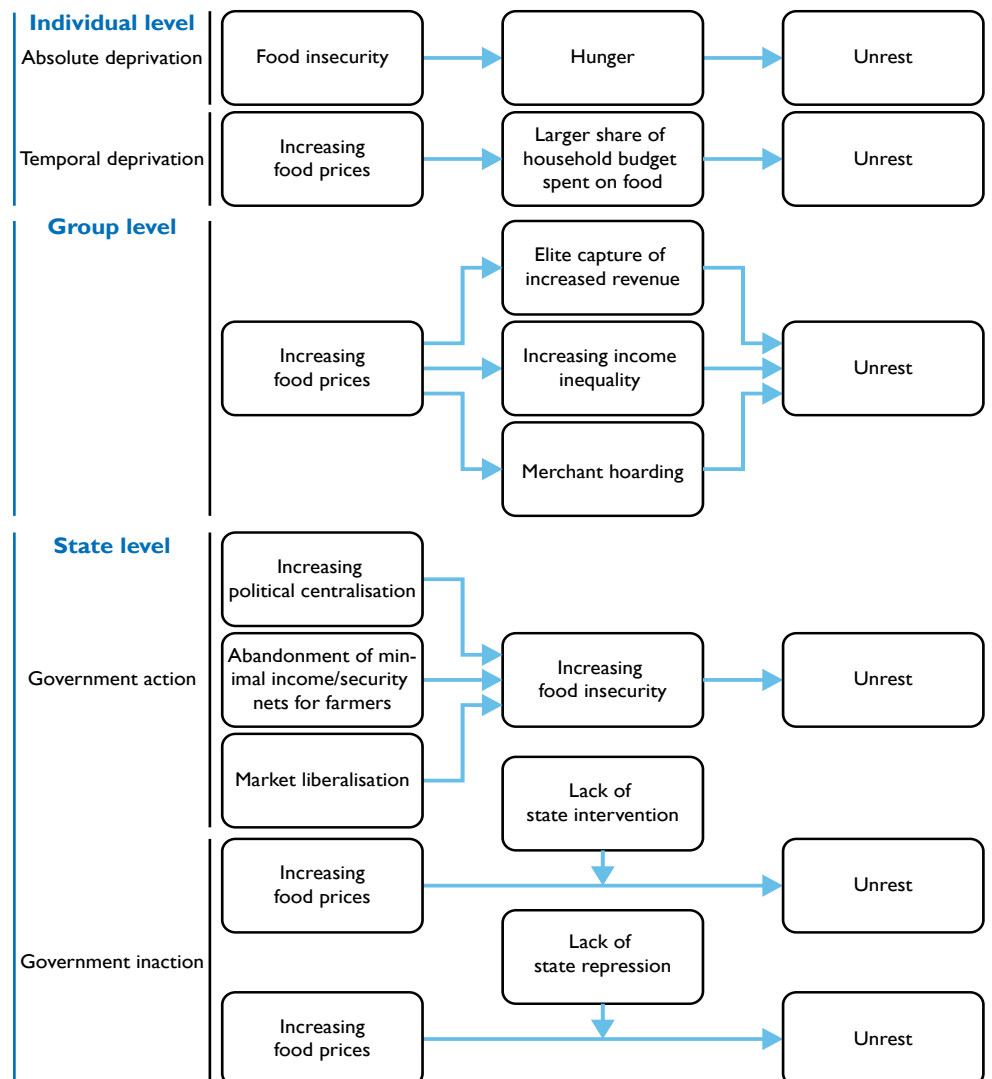 Individual level
Absolute deprivation
Food insecurity
Hunger
Unrest
Temporal deprivation
Increasing
food prices
Larger share of
household budget
spent on food
Unrest
Group level
Increasing
food prices
Elite capture of
increased revenue
Increasing income
inequality
Merchant hoarding
Unrest
State level
Government action
Increasing
political centralisation
Abandonment of min-
imal income/security
nets for farmers
Market liberalisation
Increasing
food insecurity
Unrest
Government inaction
Lack of
state intervention
Increasing
food prices
Unrest
Lack of
state repression
Increasing
food prices
Unrest